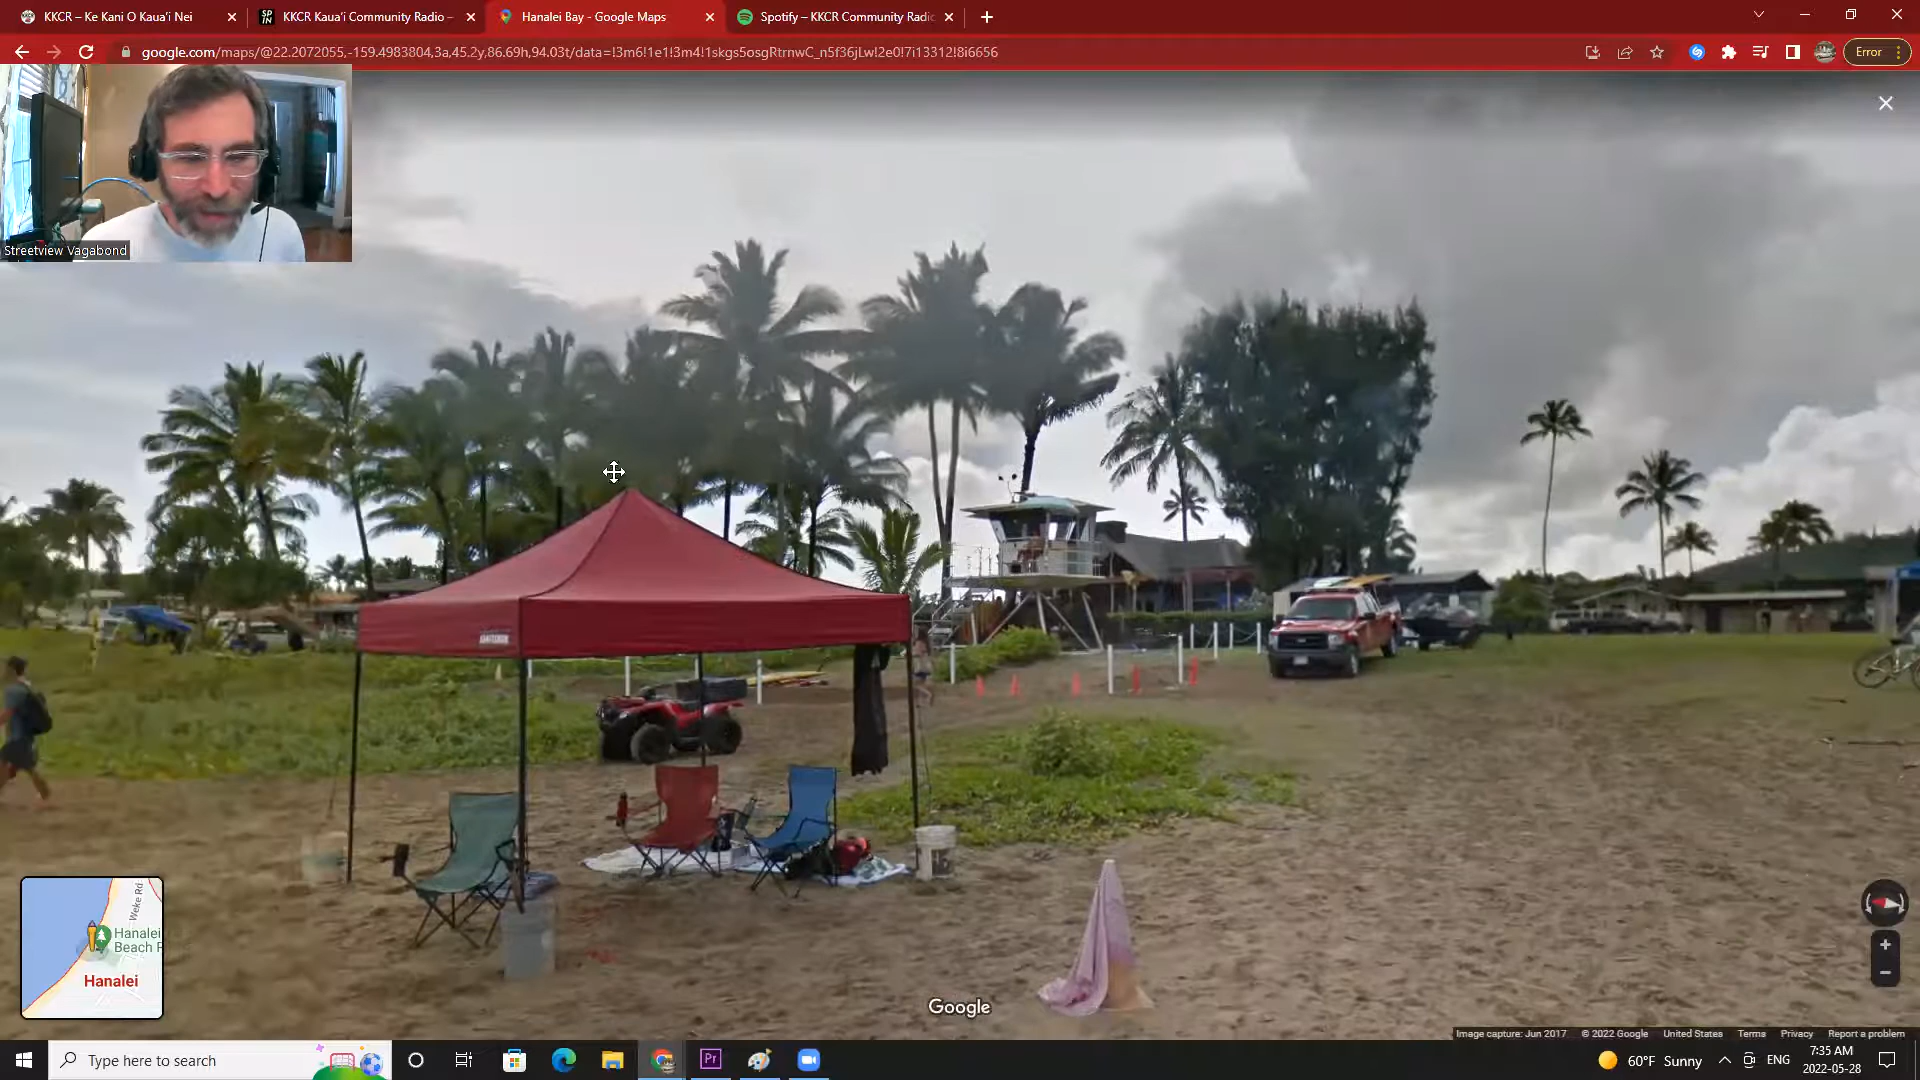 KKCR – Ke Kani O Kaua'i Nei
KKCR Kaua'i Community Radio –
Hanalei Bay - Google Maps
Spotify – KKCR Community Radio
google.com/maps/@22.2072055,-159.4983804,3a,45.2y,86.69h,94.03t/data=!3m6!1e1!3m4!1skgs5osgRtrnwC_n5f36jLw!2e0!7i13312!8i6656
Error
Streetview Vagabond
Weke Rd
Hanalei
Beach P
Hanalei
Google
Image capture: Jun 2017 © 2022 Google United States Terms Privacy Report a problem
Type here to search
Pr
60°F Sunny
ENG
7:35 AM
2022-05-28